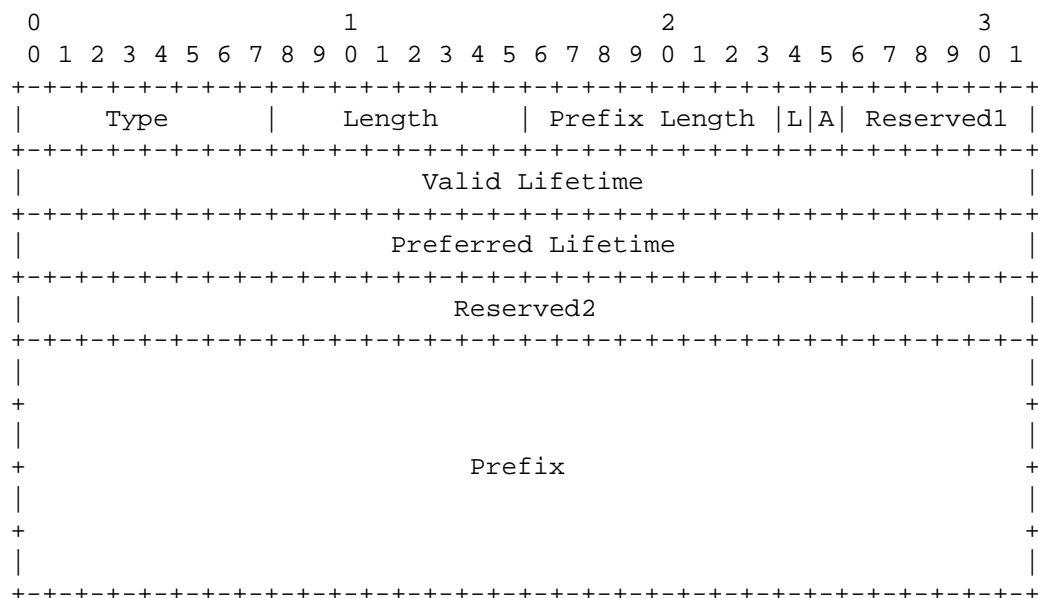 0                   1                   2                   3
 0 1 2 3 4 5 6 7 8 9 0 1 2 3 4 5 6 7 8 9 0 1 2 3 4 5 6 7 8 9 0 1
+-+-+-+-+-+-+-+-+-+-+-+-+-+-+-+-+-+-+-+-+-+-+-+-+-+-+-+-+-+-+-+-+
|     Type      |    Length     | Prefix Length |L|A| Reserved1 |
+-+-+-+-+-+-+-+-+-+-+-+-+-+-+-+-+-+-+-+-+-+-+-+-+-+-+-+-+-+-+-+-+
|                         Valid Lifetime                        |
+-+-+-+-+-+-+-+-+-+-+-+-+-+-+-+-+-+-+-+-+-+-+-+-+-+-+-+-+-+-+-+-+
|                       Preferred Lifetime                      |
+-+-+-+-+-+-+-+-+-+-+-+-+-+-+-+-+-+-+-+-+-+-+-+-+-+-+-+-+-+-+-+-+
|                           Reserved2                           |
+-+-+-+-+-+-+-+-+-+-+-+-+-+-+-+-+-+-+-+-+-+-+-+-+-+-+-+-+-+-+-+-+
|                                                               |
+                                                               +
|                                                               |
+                            Prefix                             +
|                                                               |
+                                                               +
|                                                               |
+-+-+-+-+-+-+-+-+-+-+-+-+-+-+-+-+-+-+-+-+-+-+-+-+-+-+-+-+-+-+-+-+